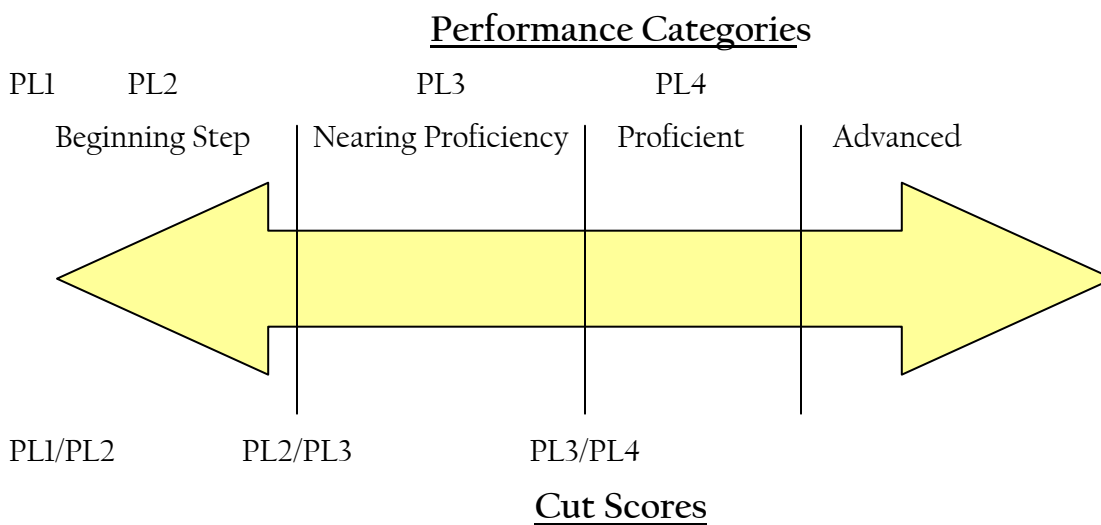 Performance Categories
PL1 PL2 PL3 PL4
Beginning Step Nearing Proficiency Proficient Advanced
PL1/PL2 PL2/PL3 PL3/PL4
Cut Scores